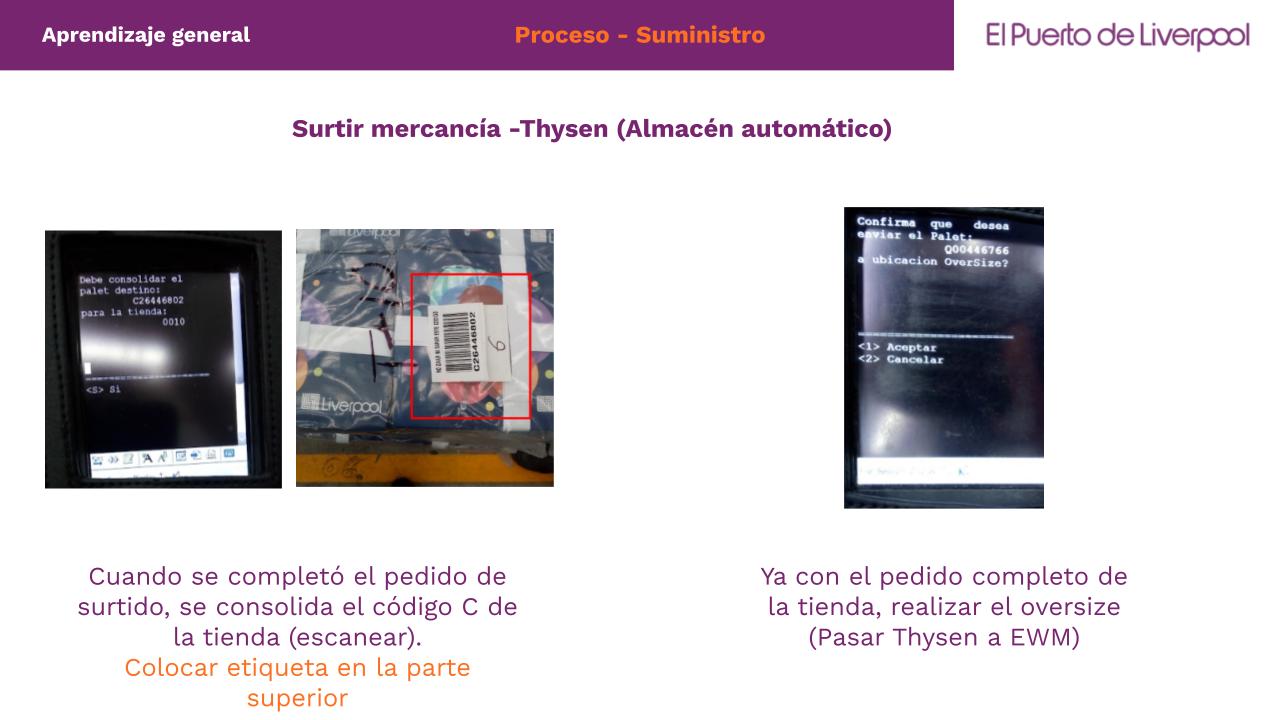 Aprendizaje general
Proceso - Suministro
El Puerto de Liverpool
Surtir mercancía -Thysen (Almacén automático)
Debe consolidar el
palet destino:
C26446802
para la tienda:
0010
<S> Si
Liverpool
C26446802
6
Liverpool
Confirma que desea
enviar el Palet:
Q00446766
a ubicacion OverSize?
<1> Aceptar
<2> Cancelar
Cuando se completó el pedido de
surtido, se consolida el código C de
la tienda (escanear).
Colocar etiqueta en la parte
superior
Ya con el pedido completo de
la tienda, realizar el oversize
(Pasar Thysen a EWM)